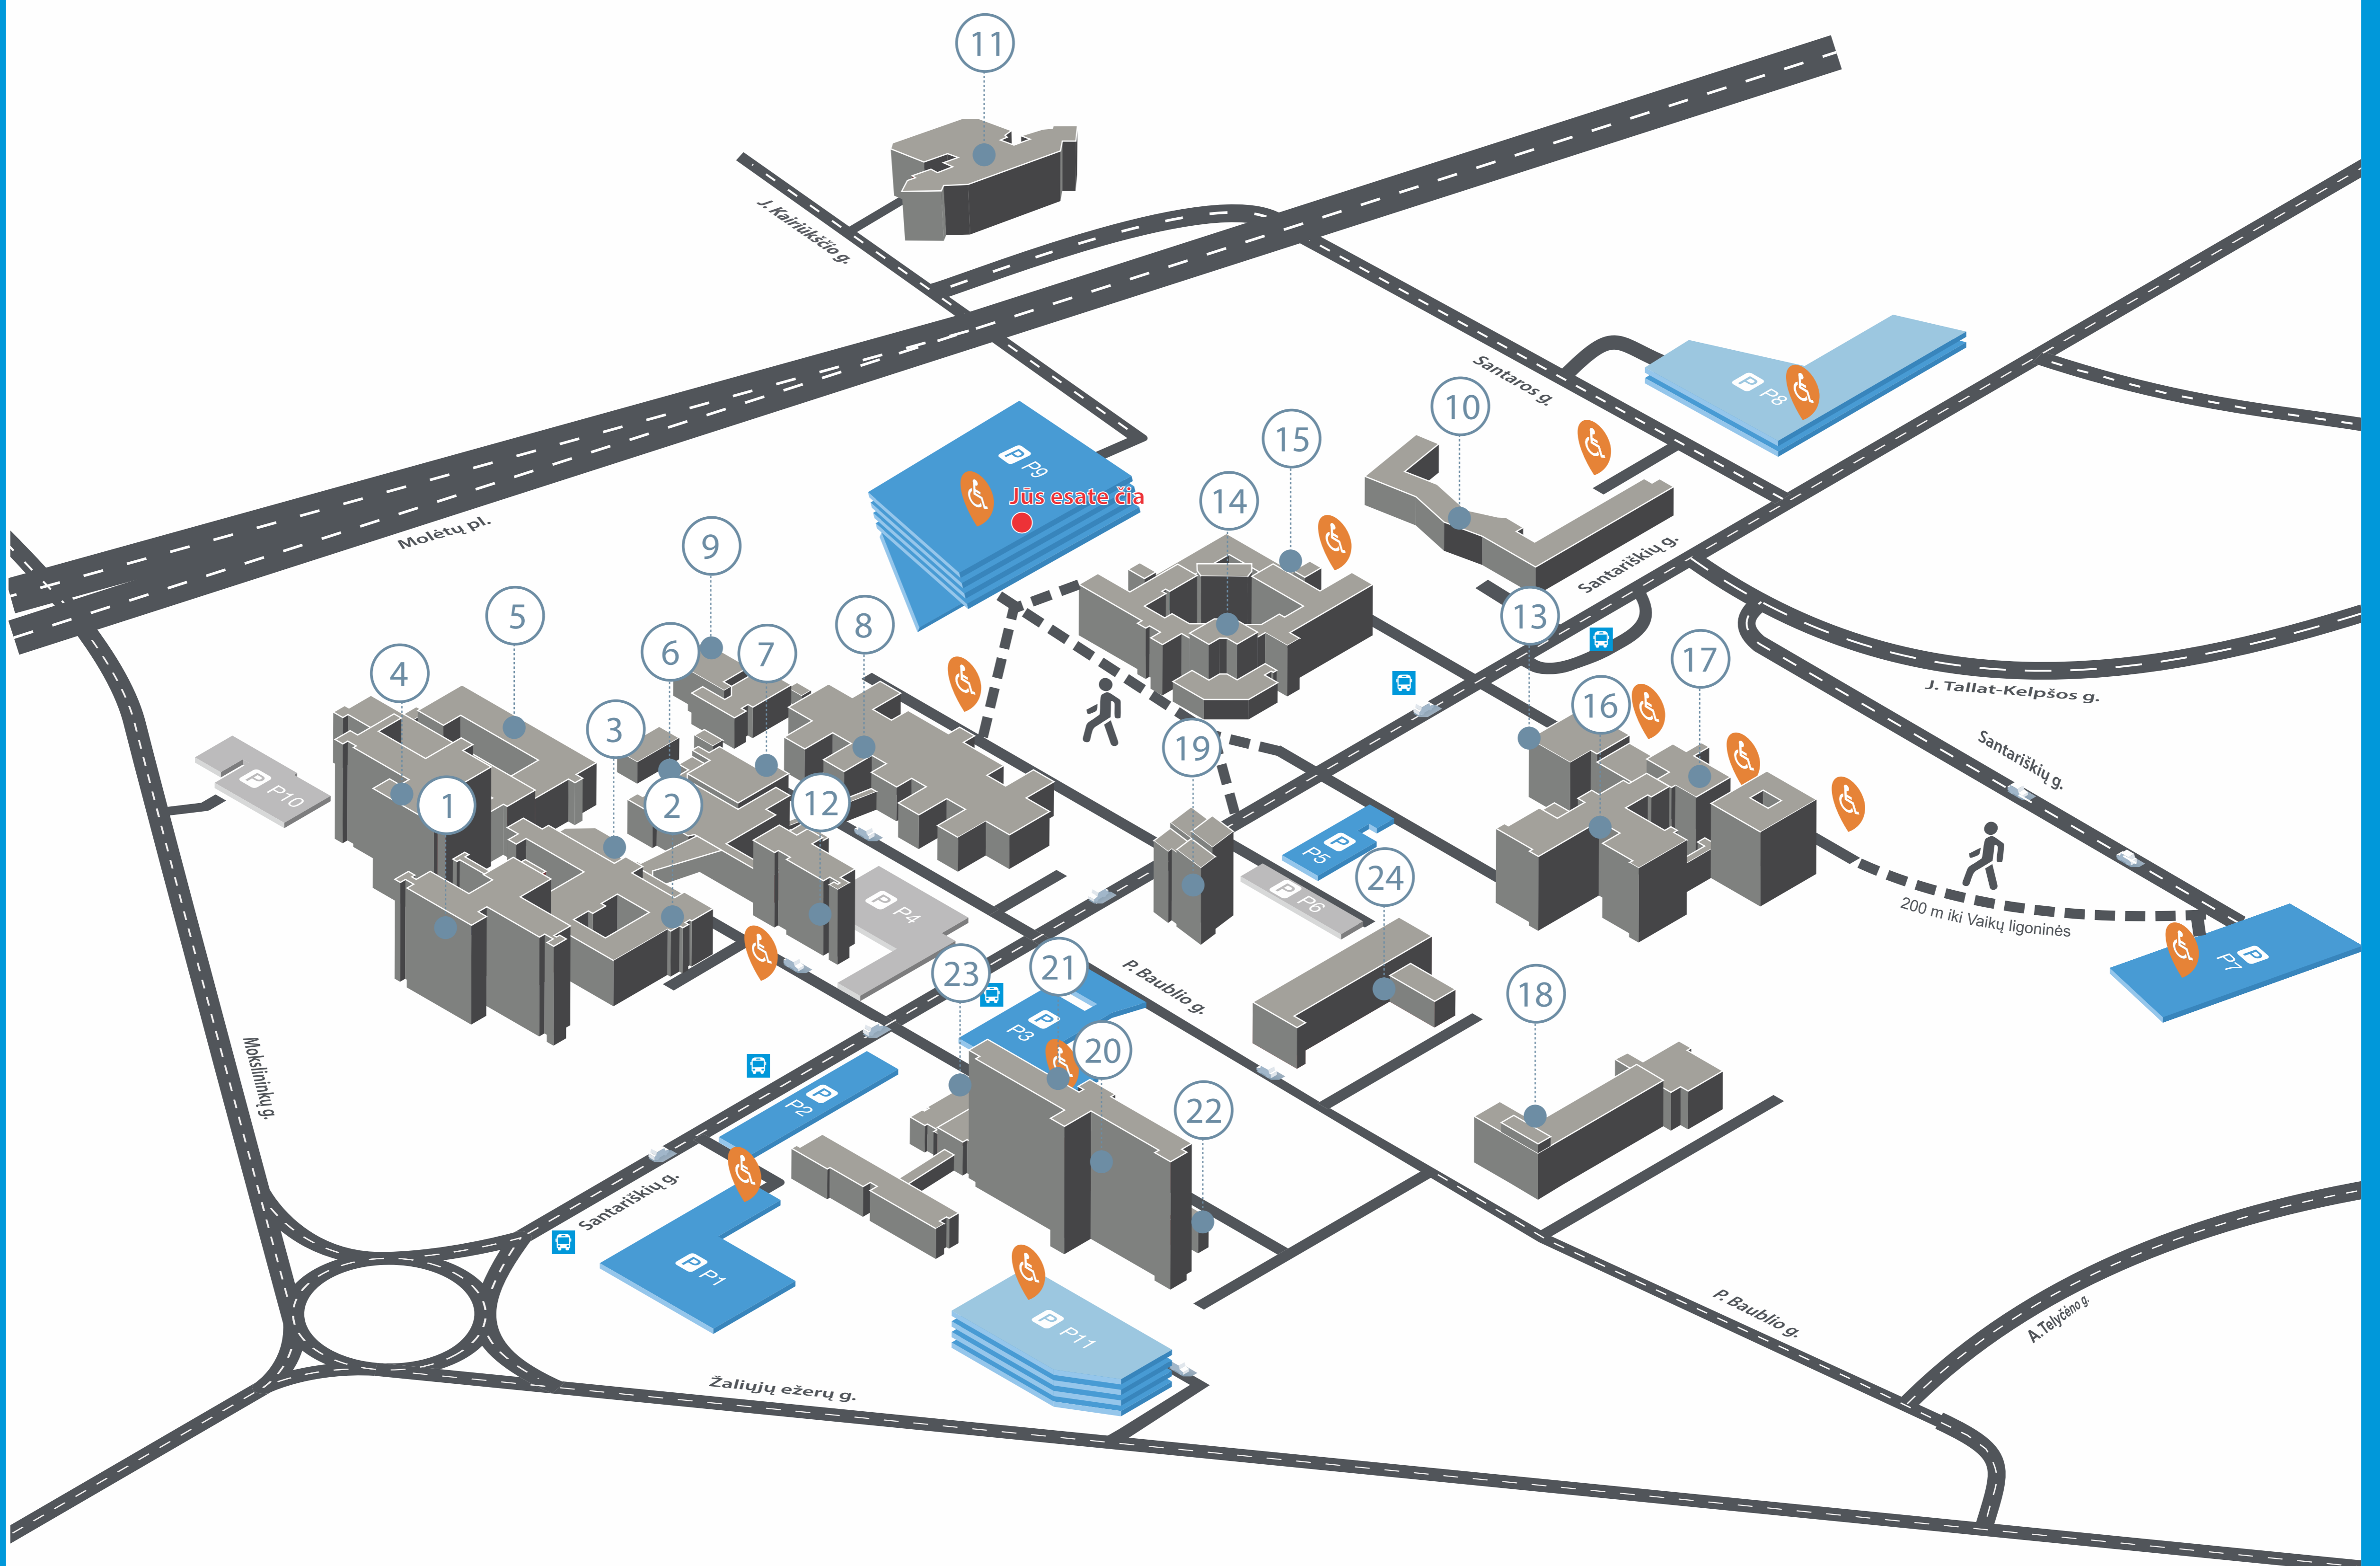 11
J. Kairiūkščio g.
Santaros g.
P P8
10
15
P P9
Jūs esate čia
14
Molėtų pl.
9
Santariškių g.
13
5
8
6
7
4
17
J. Tallat-Kelpšos g.
16
3
19
Santariškių g.
P P10
1
2
12
P5 P
24
P P6
P P4
200 m iki Vaikų ligoninės
P7 P
23
21
P. Baublio g.
18
P3 P
20
Mokslininkų g.
P2 P
22
Santariškių g.
P P1
P P11
P. Baublio g.
A.Telyčėno g.
Žaliųjų ežerų g.